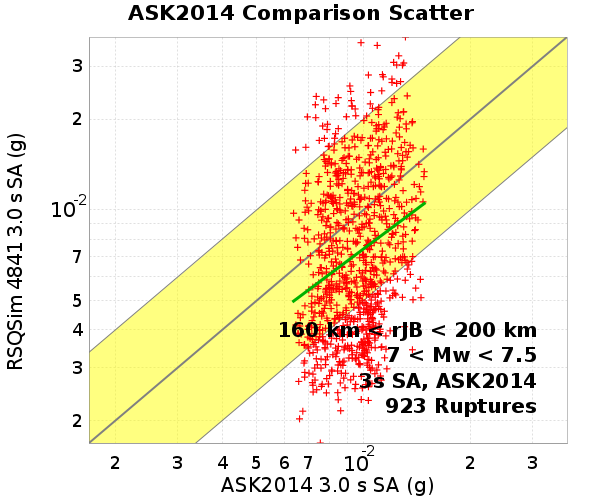 ASK2014 Comparison Scatter
RSQSim 4841 3.0 s SA (g)
3
2
10-2
7
5
4
3
2
160 km < rJB < 200 km
7 < Mw < 7.5
3s SA, ASK2014
923 Ruptures
2 3 4 5 6 7 10-2 2 3
ASK2014 3.0 s SA (g)